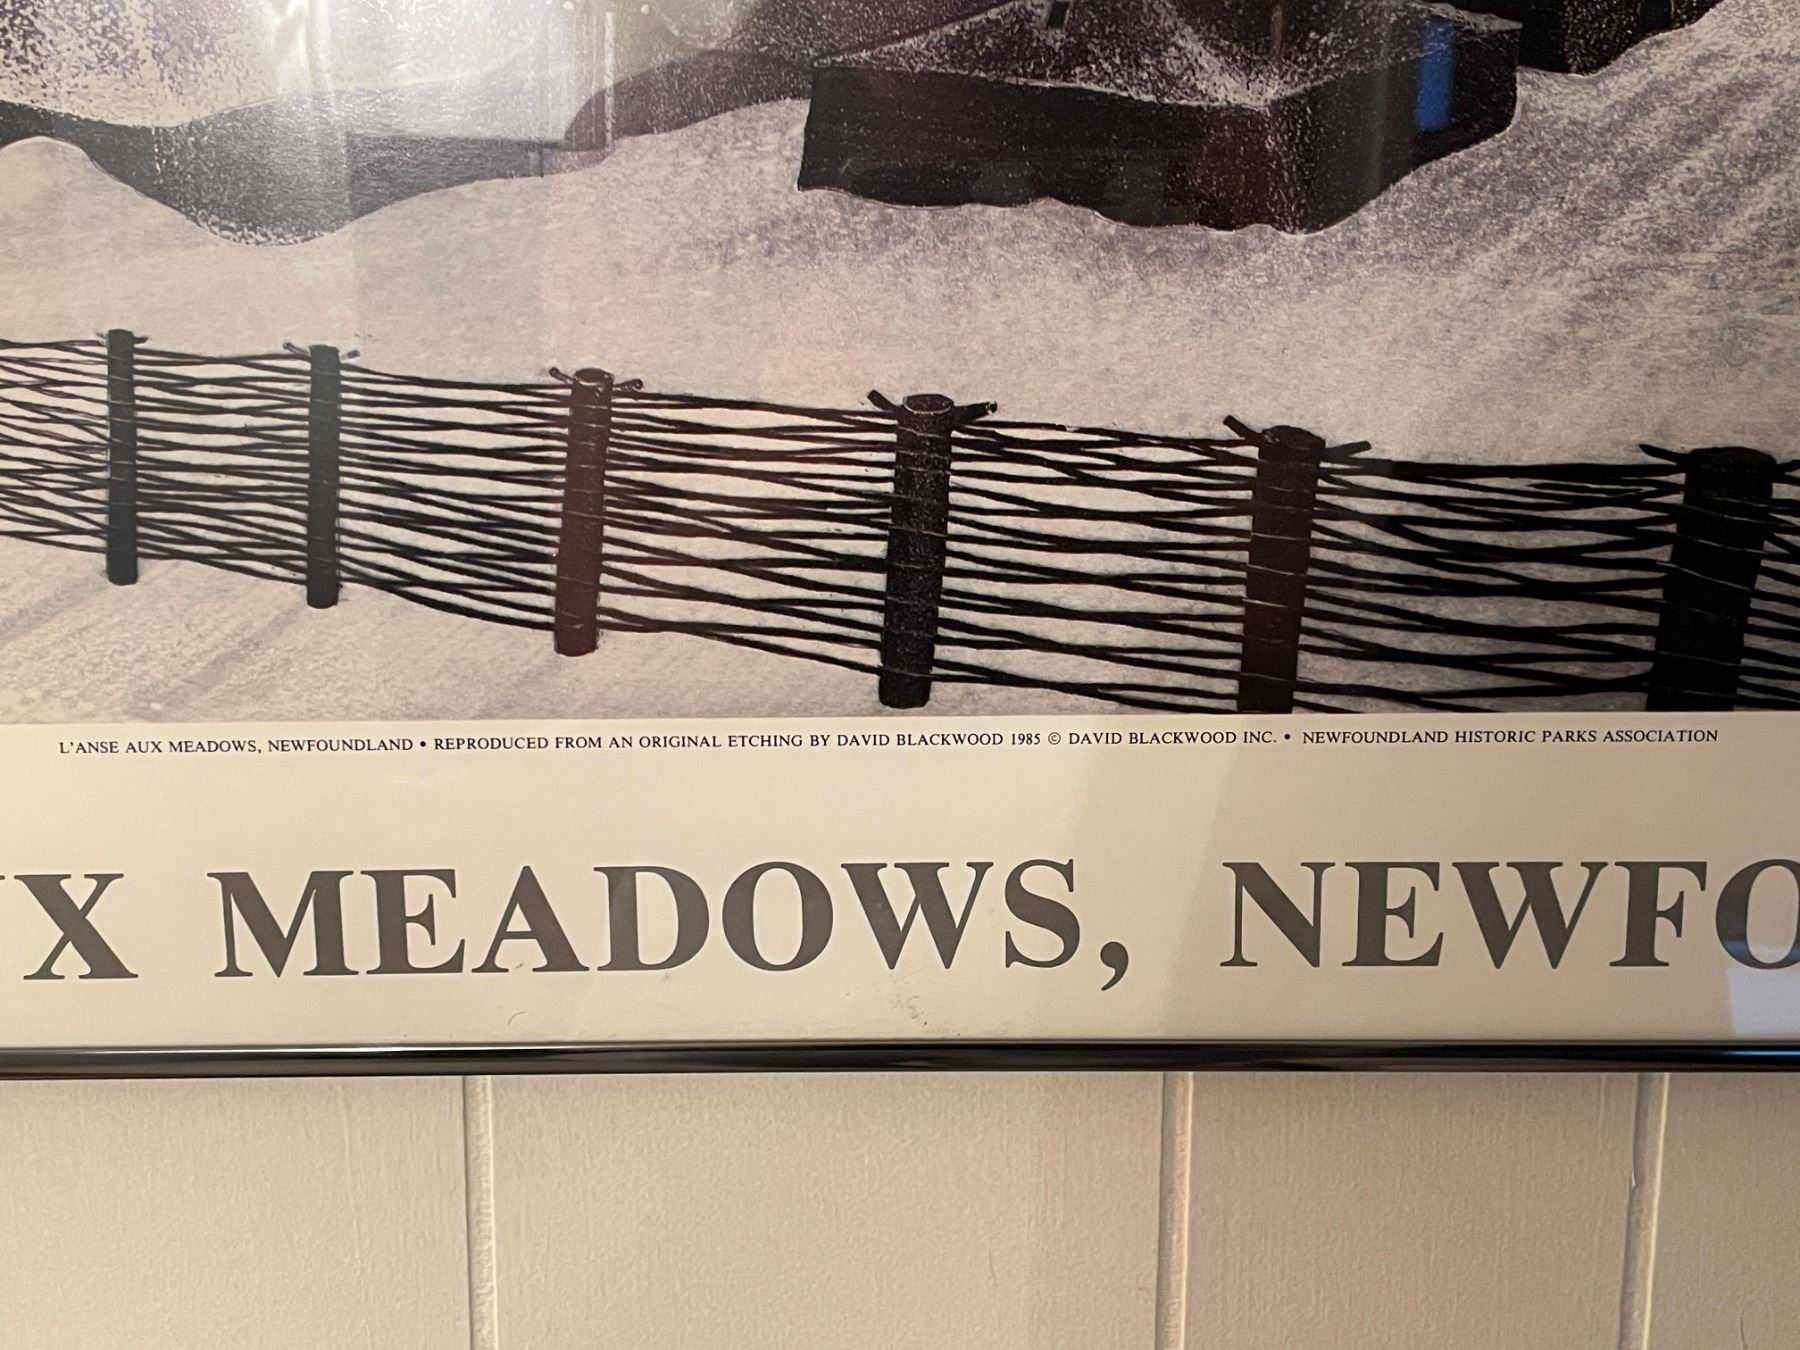 L'ANSE AUX MEADOWS, NEWFOUNDLAND • REPRODUCED FROM AN ORIGINAL ETCHING BY DAVID BLACKWOOD 1985 © DAVID BLACKWOOD INC. • NEWFOUNDLAND HISTORIC PARKS ASSOCIATION
UX MEADOWS, NEWFO